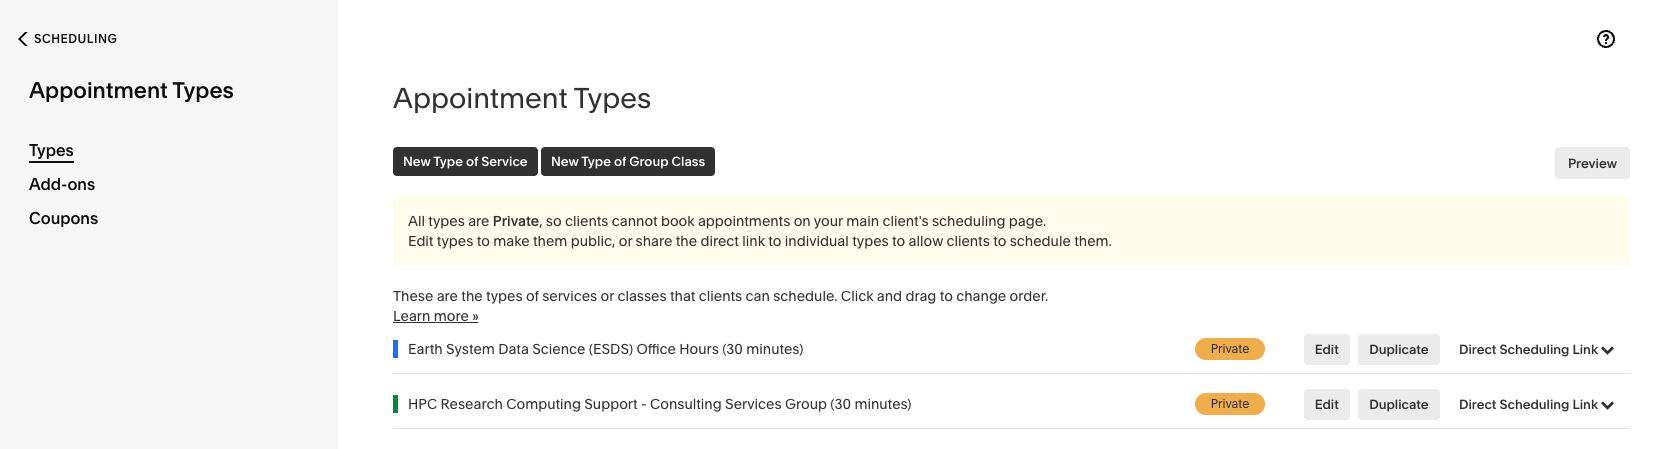 SCHEDULING
Appointment Types
Types
Add-ons
Coupons
Appointment Types
New Type of Service
New Type of Group Class
Preview
All types are Private, so clients cannot book appointments on your main client's scheduling page.
Edit types to make them public, or share the direct link to individual types to allow clients to schedule them.
These are the types of services or classes that clients can schedule. Click and drag to change order.
Learn more »
Earth System Data Science (ESDS) Office Hours (30 minutes) Private Edit Duplicate Direct Scheduling Link
HPC Research Computing Support - Consulting Services Group (30 minutes) Private Edit Duplicate Direct Scheduling Link